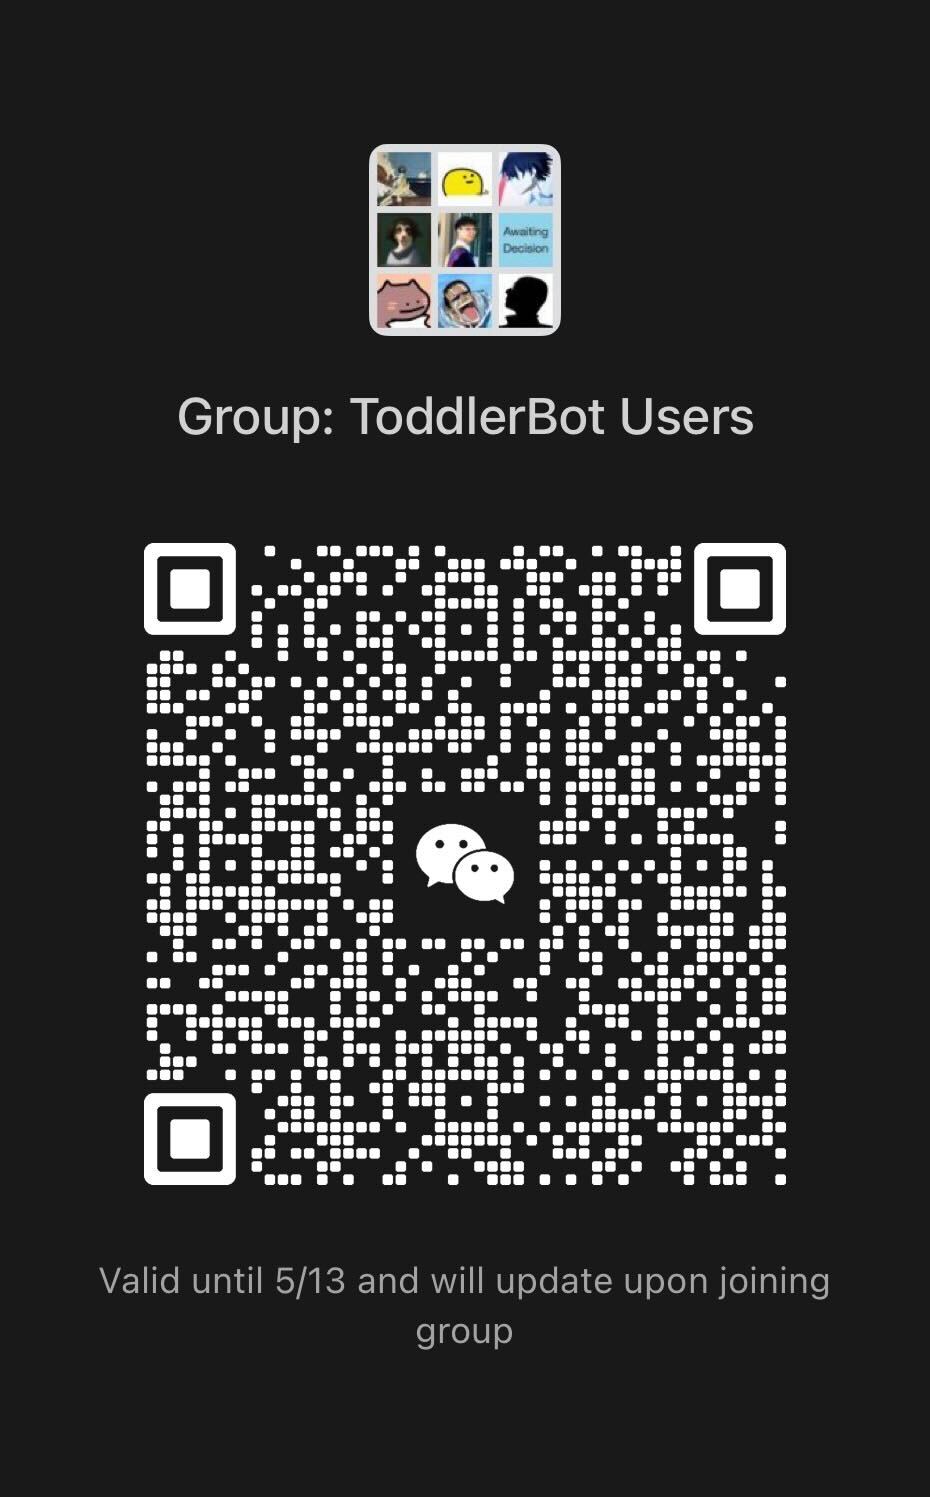 Awaiting
Decision
Group: ToddlerBot Users
Valid until 5/13 and will update upon joining
group